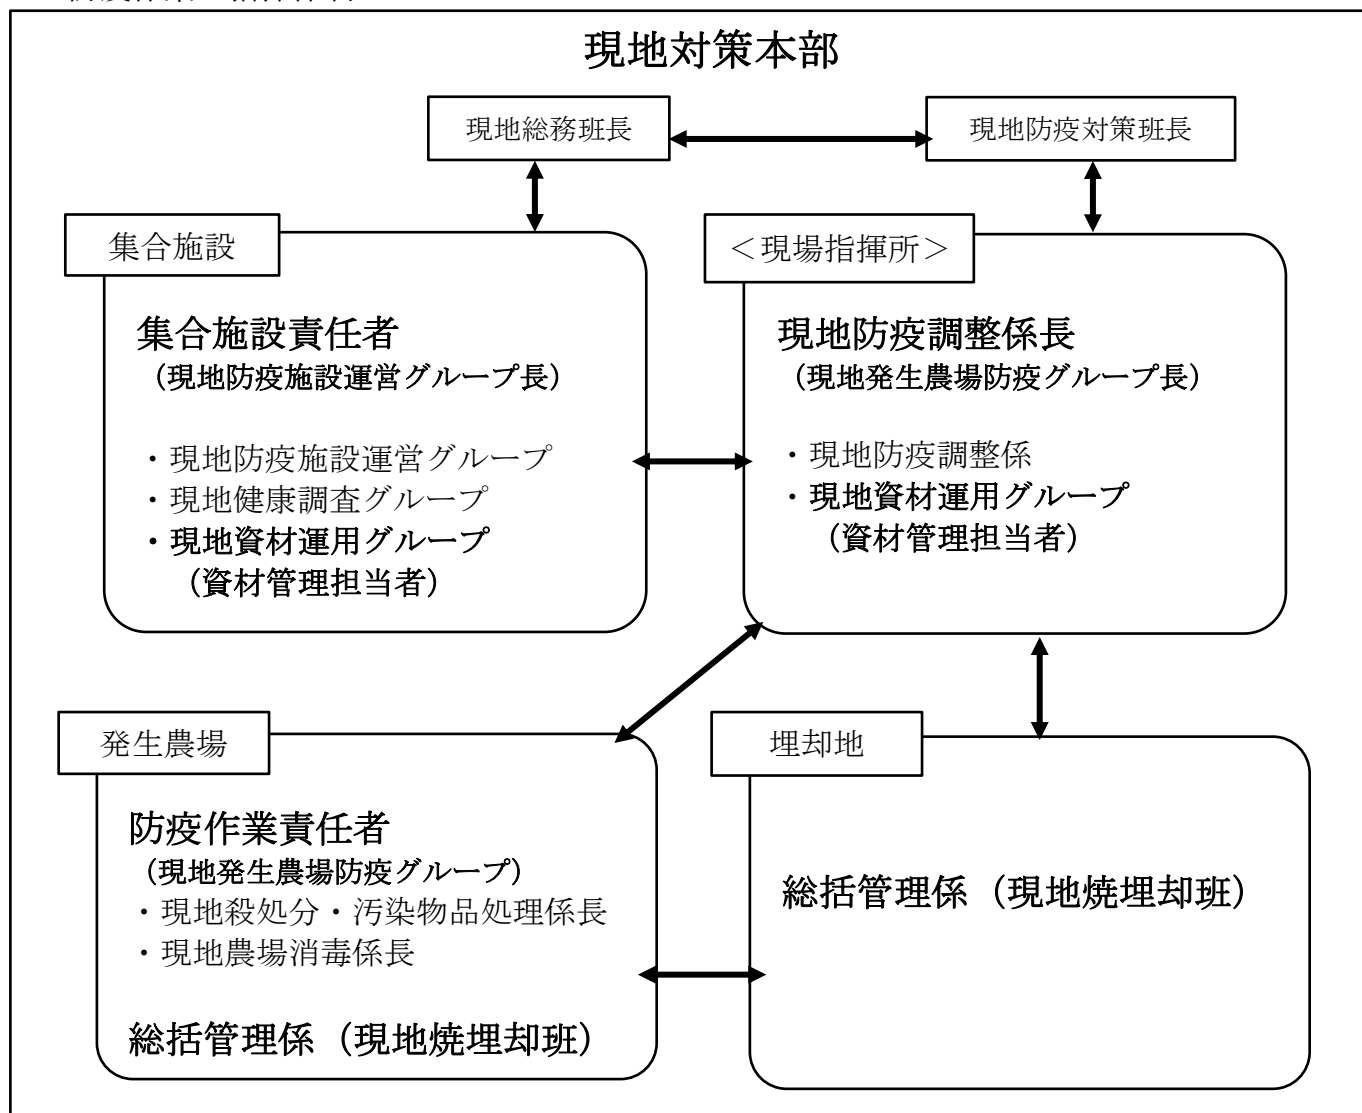 現地対策本部
現地総務班長
現地防疫対策班長
集合施設
集合施設責任者
（現地防疫施設運営グループ長）
・現地防疫施設運営グループ
・現地健康調査グループ
・現地資材運用グループ
（資材管理担当者）
＜現場指揮所＞
現地防疫調整係長
（現地発生農場防疫グループ長）
・現地防疫調整係
・現地資材運用グループ
（資材管理担当者）
発生農場
防疫作業責任者
（現地発生農場防疫グループ）
・現地殺処分・汚染物品処理係長
・現地農場消毒係長
総括管理係（現地焼埋却班）
埋却地
総括管理係（現地焼埋却班）